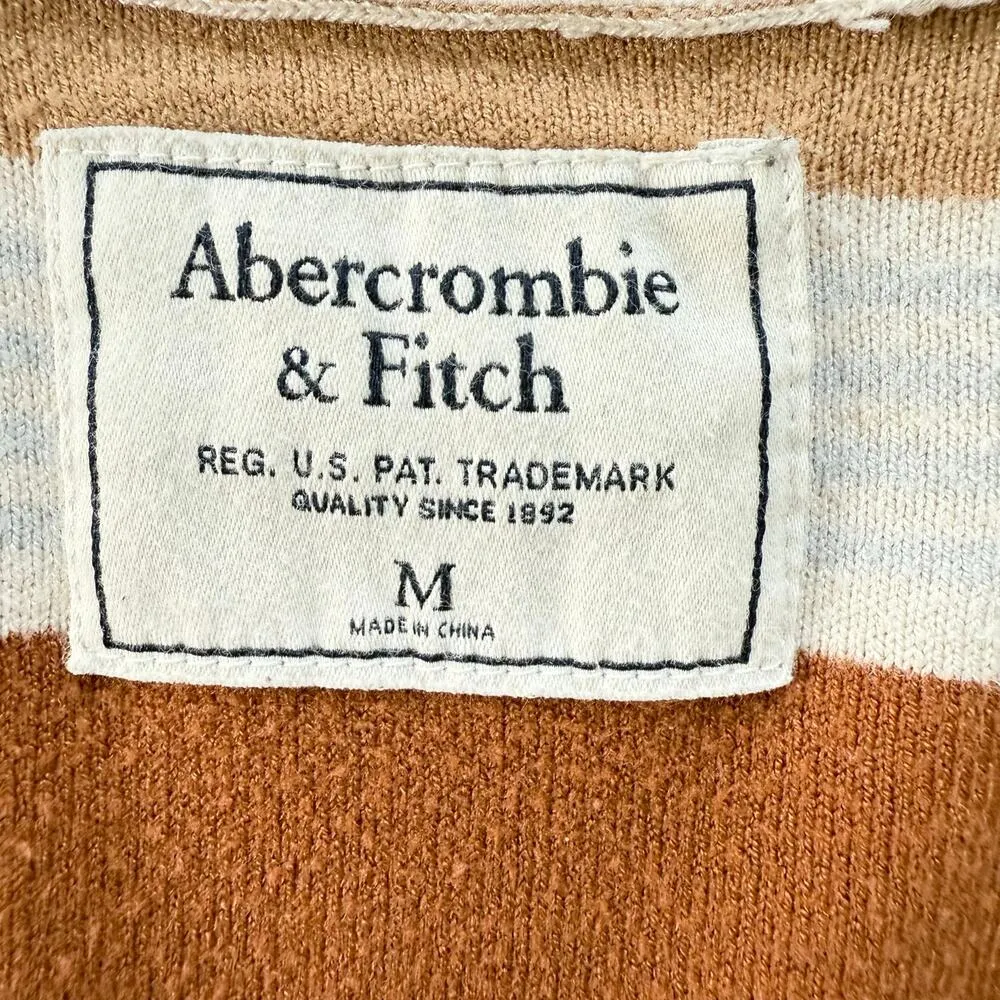 Abercrombie
& Fitch
REG. U.S. PAT. TRADEMARK
QUALITY SINCE 1892
M
MADE IN CHINA